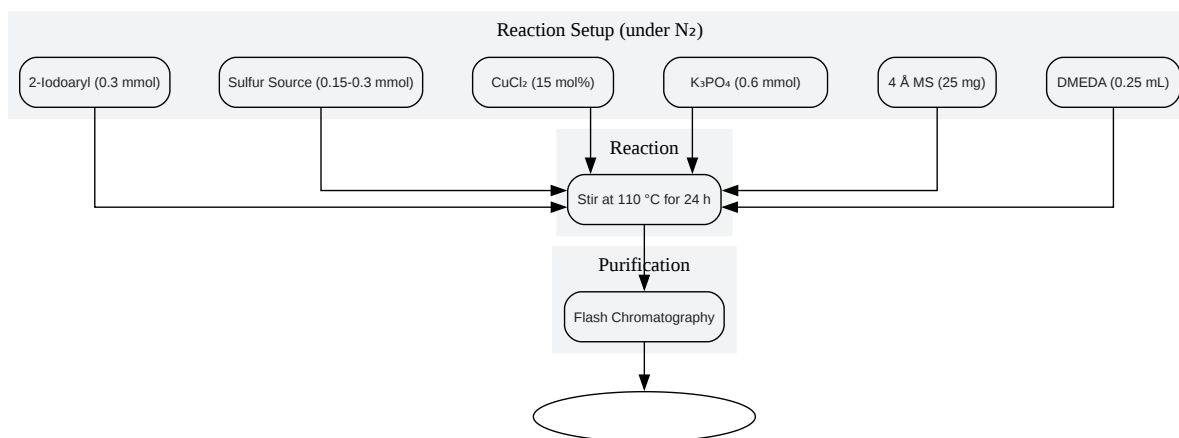 Reaction Setup (under N₂)
2-Iodoaryl (0.3 mmol)
Sulfur Source (0.15-0.3 mmol)
CuCl₂ (15 mol%)
K₃PO₄ (0.6 mmol)
4 Å MS (25 mg)
DMEDA (0.25 mL)
Reaction
Stir at 110 °C for 24 h
Purification
Flash Chromatography